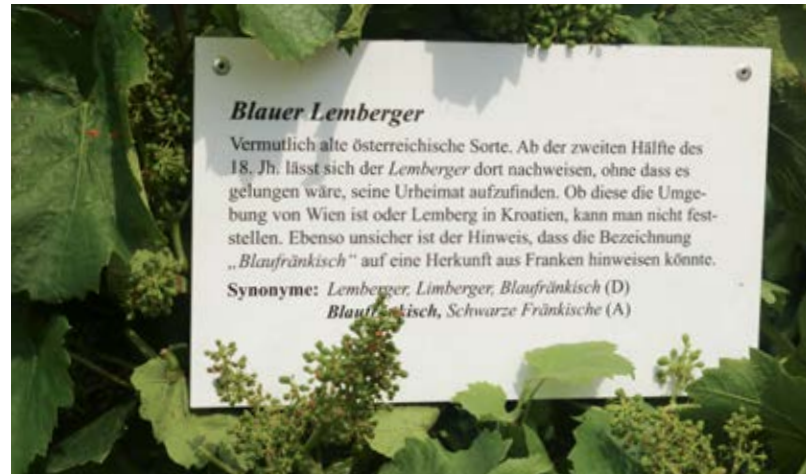 Blauer Lemberger
Vermutlich alte österreichische Sorte. Ab der zweiten Hälfte des
18. Jh. lässt sich der Lemberger dort nachweisen, ohne dass es
gelungen wäre, seine Urheimat aufzufinden. Ob diese die Umge-
bung von Wien ist oder Lemberg in Kroatien, kann man nicht fest-
stellen. Ebenso unsicher ist der Hinweis, dass die Bezeichnung
„Blaufränkisch“ auf eine Herkunft aus Franken hinweisen könnte.
Synonyme: Lemberger, Limberger, Blaufränkisch (D)
Blaufränkisch, Schwarze Fränkische (A)